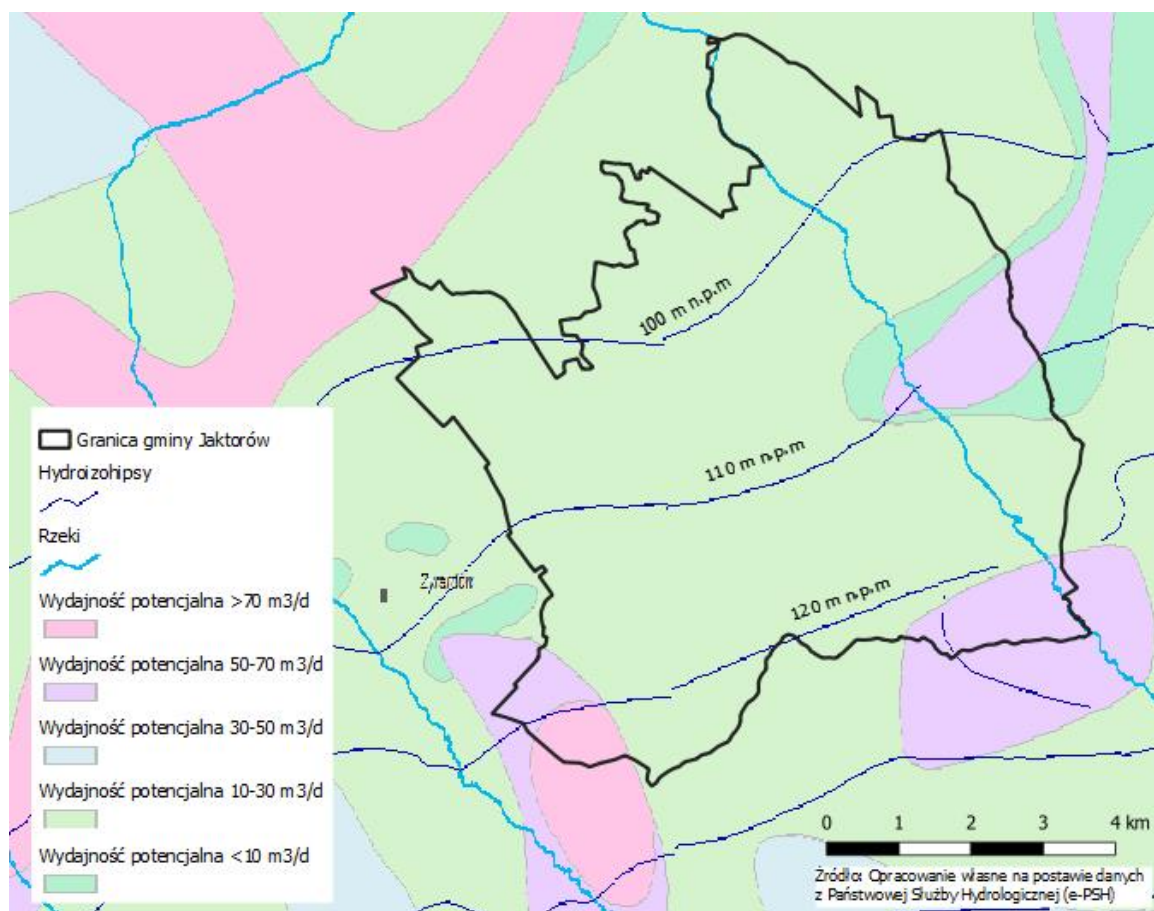 100 m n.p.m
110 m n.p.m
120 m n.p.m
Granica gminy Jaktorów
Hydroizohipsy
Rzeki
Wydajność potencjalna >70 m3/d
Wydajność potencjalna 50-70 m3/d
Wydajność potencjalna 30-50 m3/d
Wydajność potencjalna 10-30 m3/d
Wydajność potencjalna <10 m3/d
Żyrardów
0 1 2 3 4 km
Źródło: Opracowanie własne na postawie danych
z Państwowej Służby Hydrologicznej (e-PSH)